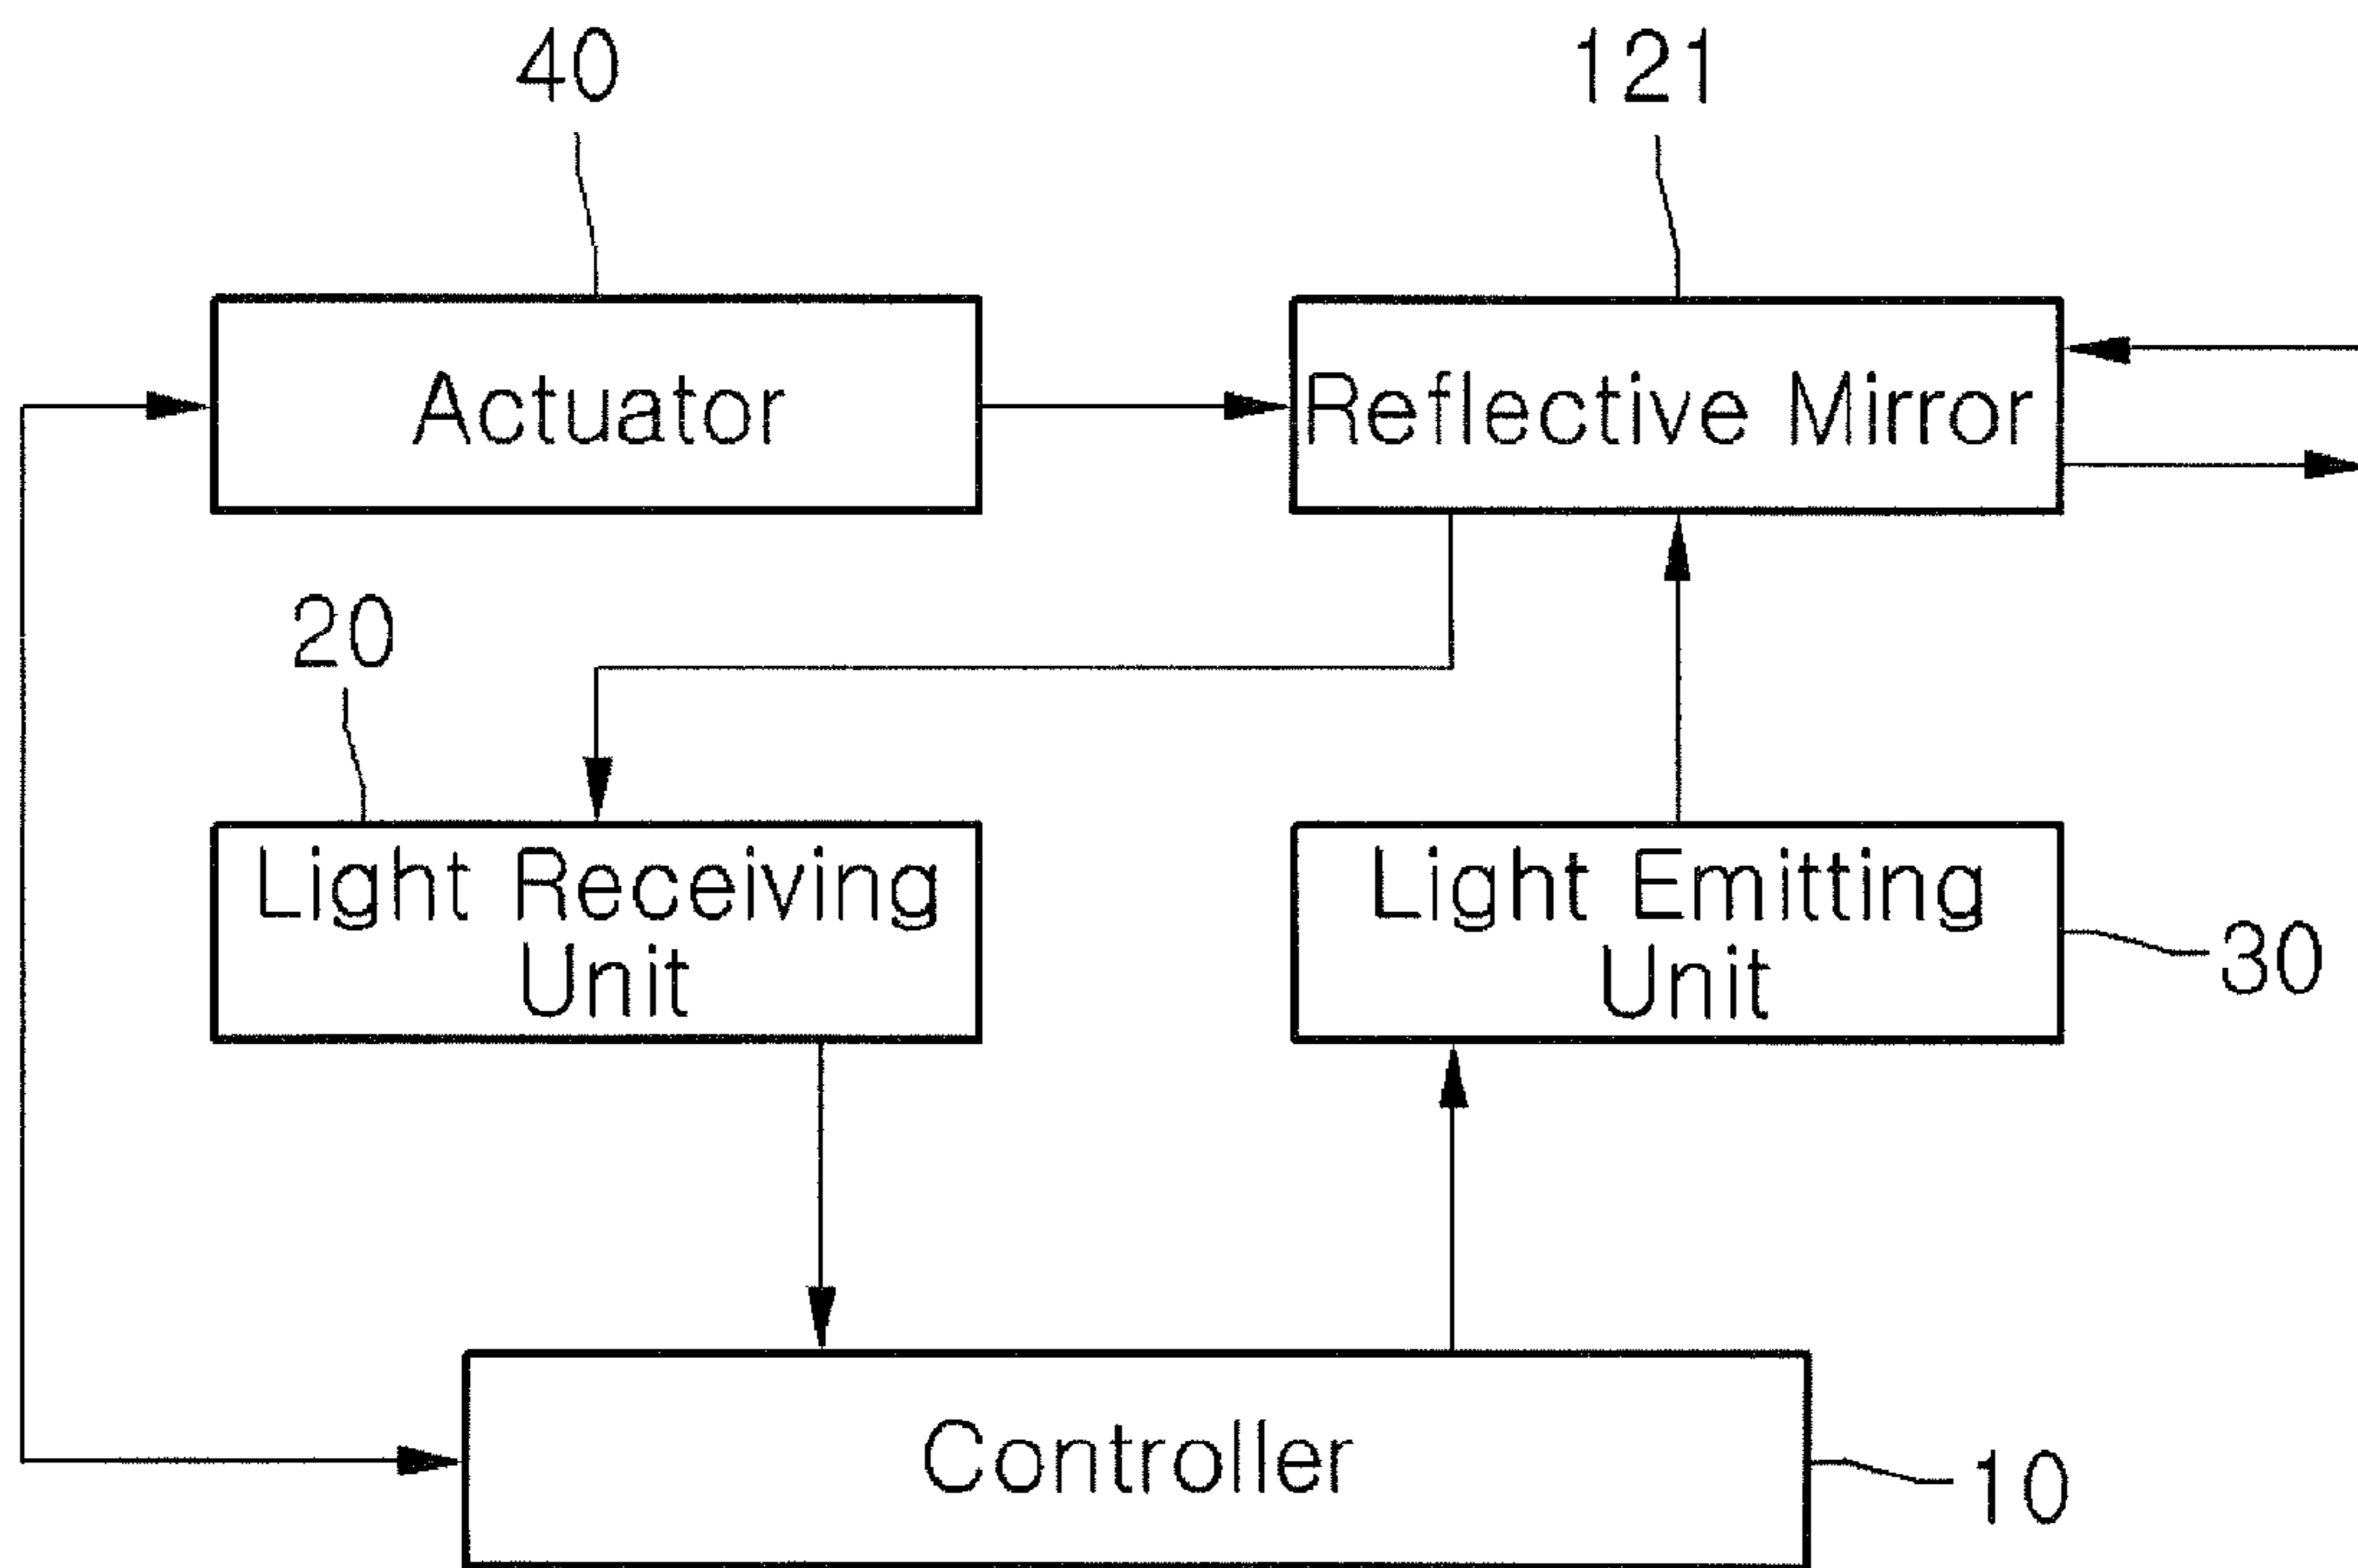 40
121
Actuator
Reflective Mirror
20
Light Receiving
Unit
Light Emitting
Unit
30
Controller
10